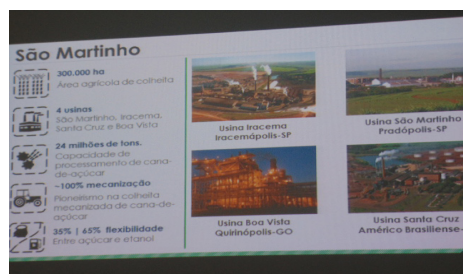 São Martinho
300.000 ha
Área agrícola de colheita
4 usinas
São Martinho, Iracema,
Santa Cruz e Boa Vista
24 milhões de tons.
Capacidade de
processamento de cana-
de-açúcar
~100% mecanização
Pioneirismo na colheita
mecanizada de cana-de-
açúcar
35% | 65% flexibilidade
Entre açúcar e etanol
Usina Iracema
Iracemápolis-SP
Usina São Martinho
Pradópolis-SP
Usina Boa Vista
Quirinópolis-GO
Usina Santa Cruz
Américo Brasiliense-